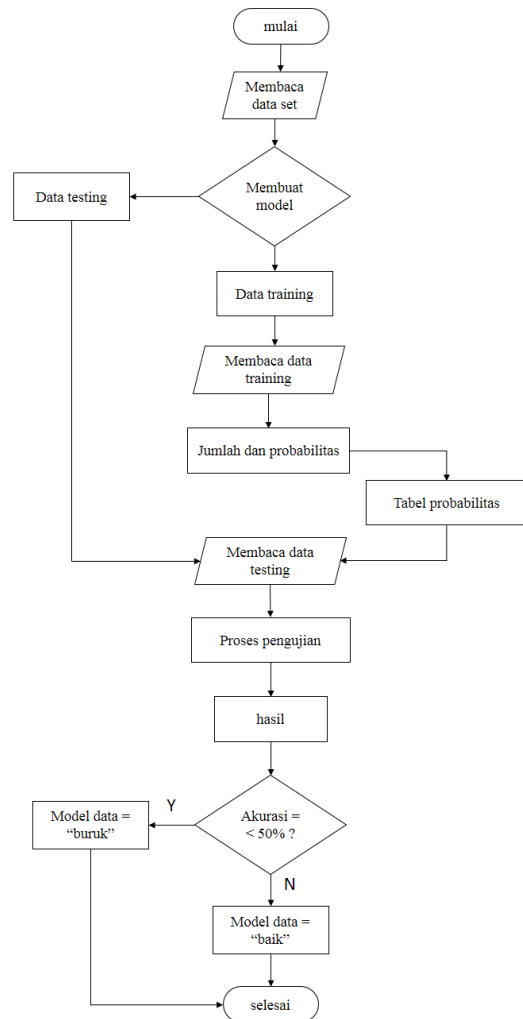 mulai
Membaca
data set
Membuat
model
Data testing
Data training
Membaca data
training
Jumlah dan probabilitas
Tabel probabilitas
Membaca data
testing
Proses pengujian
hasil
Akurasi =
< 50% ?
Y
Model data =
“buruk”
N
Model data =
“baik”
selesai